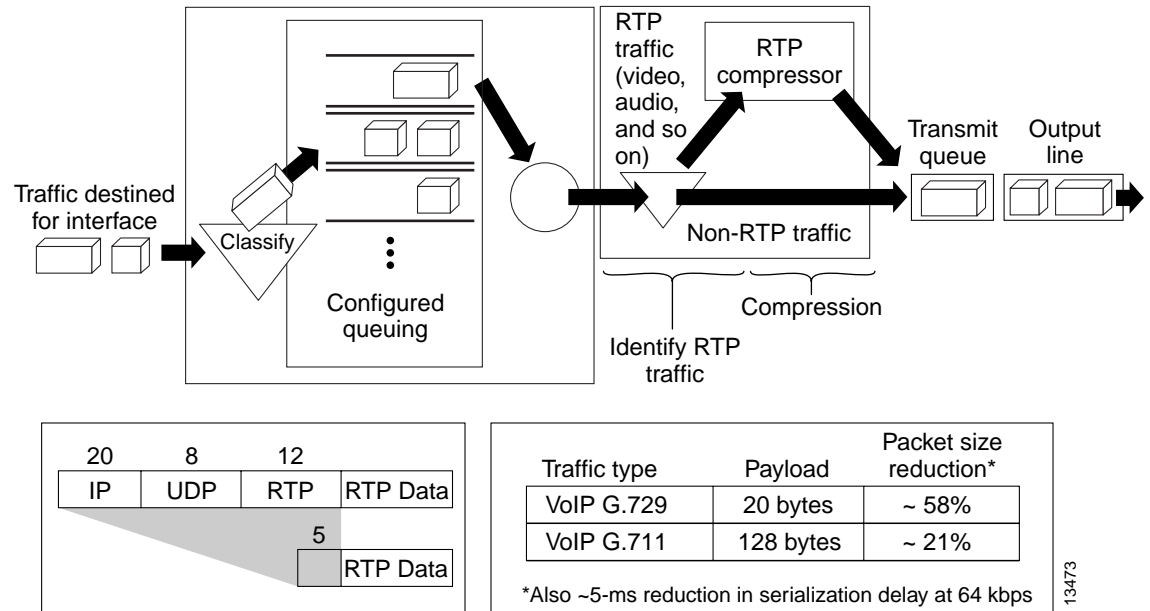 Traffic destined
for interface
Classify
Configured
queuing
RTP
traffic
(video,
audio,
and so
on)
RTP
compressor
Non-RTP traffic
Transmit
queue
Output
line
Identify RTP
traffic
Compression
20 8 12
IP UDP RTP RTP Data
5
RTP Data
Traffic type Payload Packet size
reduction*
VoIP G.729 20 bytes ~ 58%
VoIP G.711 128 bytes ~ 21%
*Also ~5-ms reduction in serialization delay at 64 kbps
13473